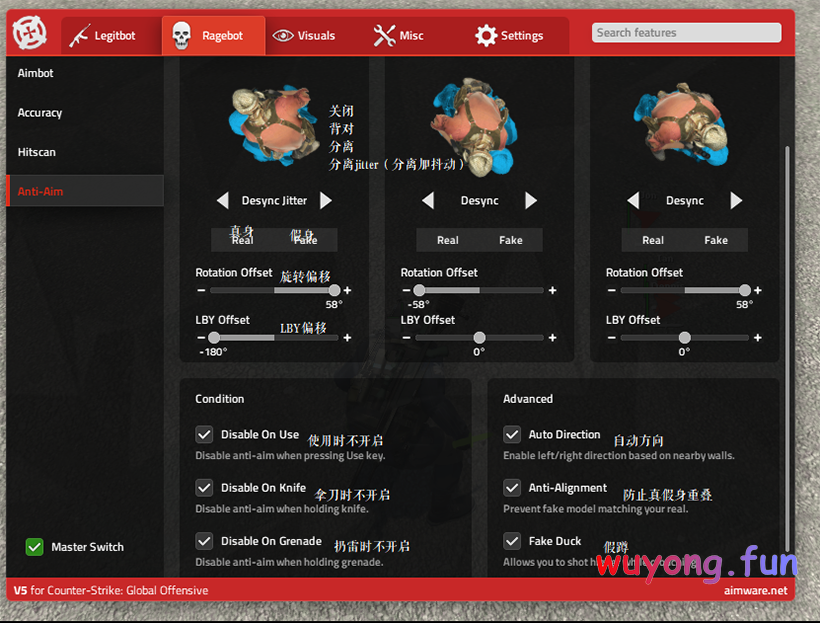 Legitbot
Ragebot
Visuals
Misc
Settings
Search features
Aimbot
Accuracy
Hitscan
Anti-Aim
Master Switch
关闭
背对
分离
分离jitter（分离加抖动）
Desync Jitter
真身 假身
Real Fake
Rotation Offset 旋转偏移
58°
LBY Offset LBY偏移
-180°
Desync
Real Fake
Rotation Offset
-58°
LBY Offset
0°
Desync
Real Fake
Rotation Offset
58°
LBY Offset
0°
Condition
Disable On Use 使用时不开启
Disable anti-aim when pressing Use key.
Disable On Knife 拿刀时不开启
Disable anti-aim when holding knife.
Disable On Grenade 扔雷时不开启
Disable anti-aim when holding grenade.
Advanced
Auto Direction 自动方向
Enable left/right direction based on nearby walls.
Anti-Alignment 防止真假身重叠
Prevent fake model matching your real.
Fake Duck 假蹲
Allows you to shot
wuyong.fun
V5 for Counter-Strike: Global Offensive
aimware.net